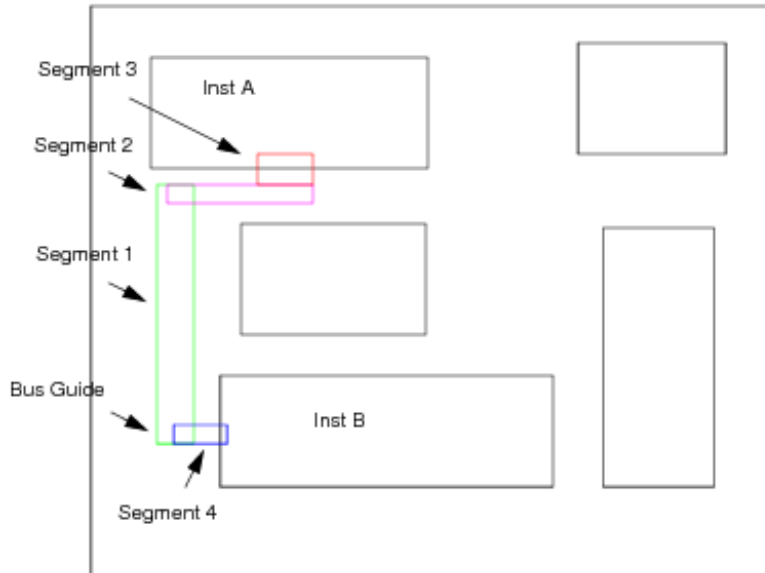 Segment 3
Inst A
Segment 2
Segment 1
Bus Guide
Inst B
Segment 4